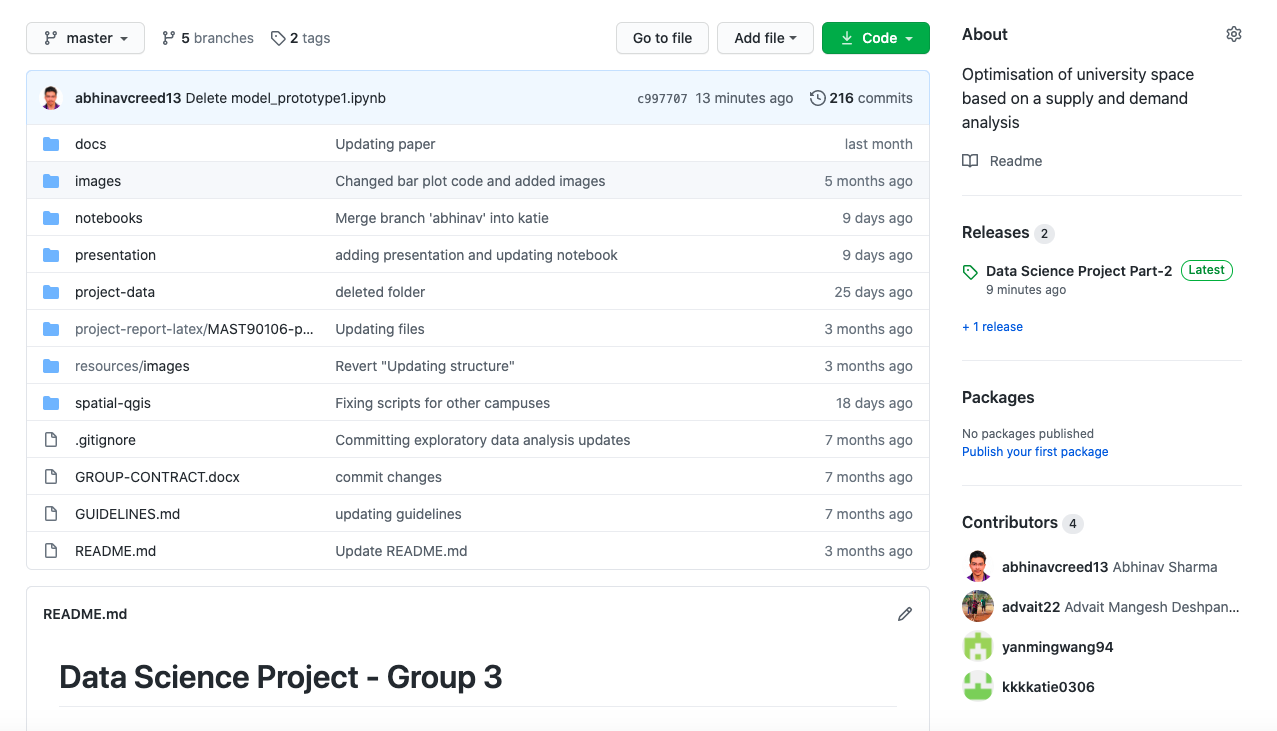 master
5 branches
2 tags
Go to file
Add file
Code
abhinavcreed13 Delete model_prototype1.ipynb
c997707 13 minutes ago
216 commits
docs Updating paper last month
images Changed bar plot code and added images 5 months ago
notebooks Merge branch 'abhinav' into katie 9 days ago
presentation adding presentation and updating notebook 9 days ago
project-data deleted folder 25 days ago
project-report-latex/MAST90106-p... Updating files 3 months ago
resources/images Revert "Updating structure" 3 months ago
spatial-qgis Fixing scripts for other campuses 18 days ago
.gitignore Committing exploratory data analysis updates 7 months ago
GROUP-CONTRACT.docx commit changes 7 months ago
GUIDELINES.md updating guidelines 7 months ago
README.md Update README.md 3 months ago
README.md
Data Science Project - Group 3
About
Optimisation of university space
based on a supply and demand
analysis
Readme
Releases 2
Data Science Project Part-2 Latest
9 minutes ago
+ 1 release
Packages
No packages published
Publish your first package
Contributors 4
abhinavcreed13 Abhinav Sharma
advait22 Advait Mangesh Deshpan...
yanmingwang94
kkkkatie0306